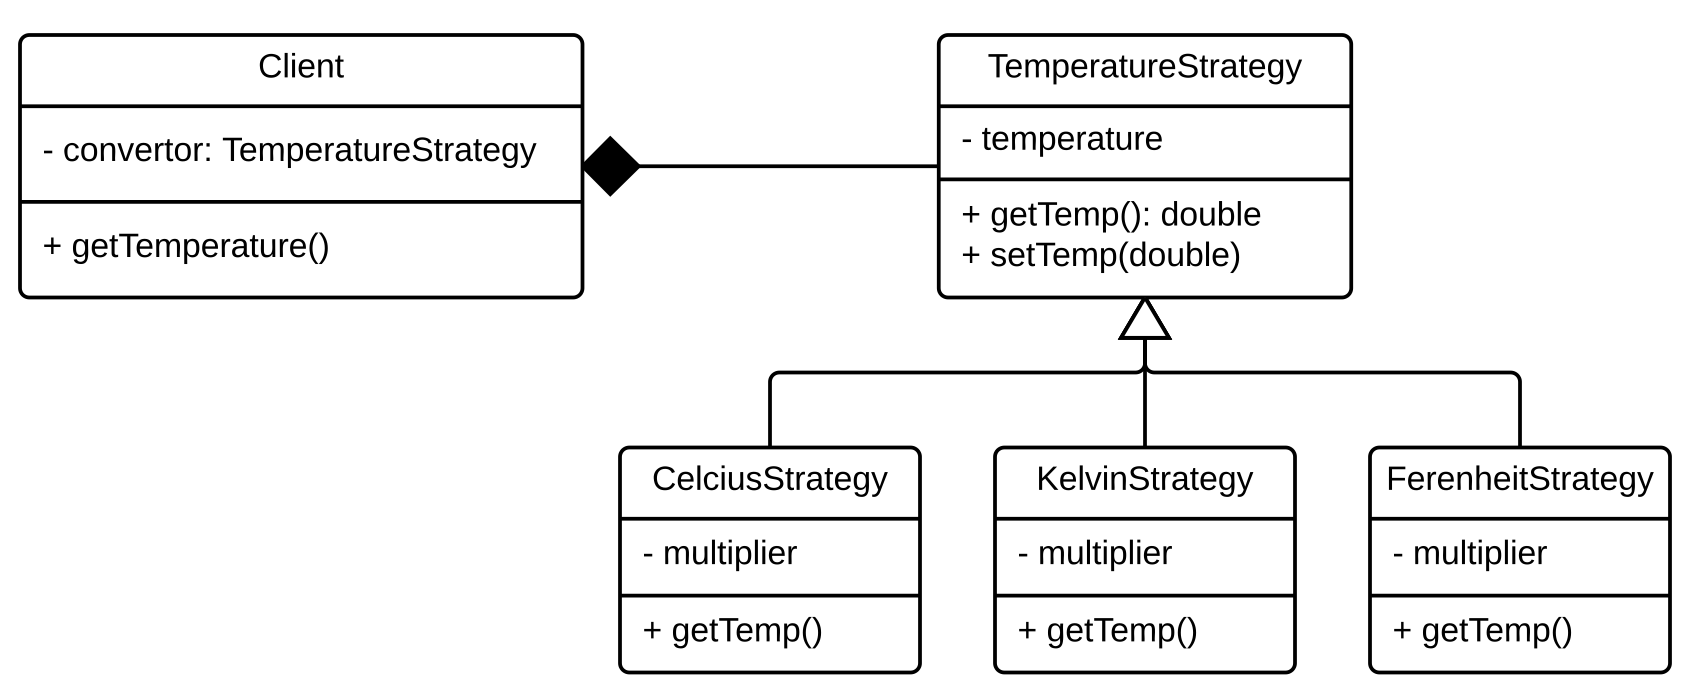 Client
- convertor: TemperatureStrategy
+ getTemperature()
TemperatureStrategy
- temperature
+ getTemp(): double
+ setTemp(double)
CelciusStrategy
- multiplier
+ getTemp()
KelvinStrategy
- multiplier
+ getTemp()
FerenheitStrategy
- multiplier
+ getTemp()